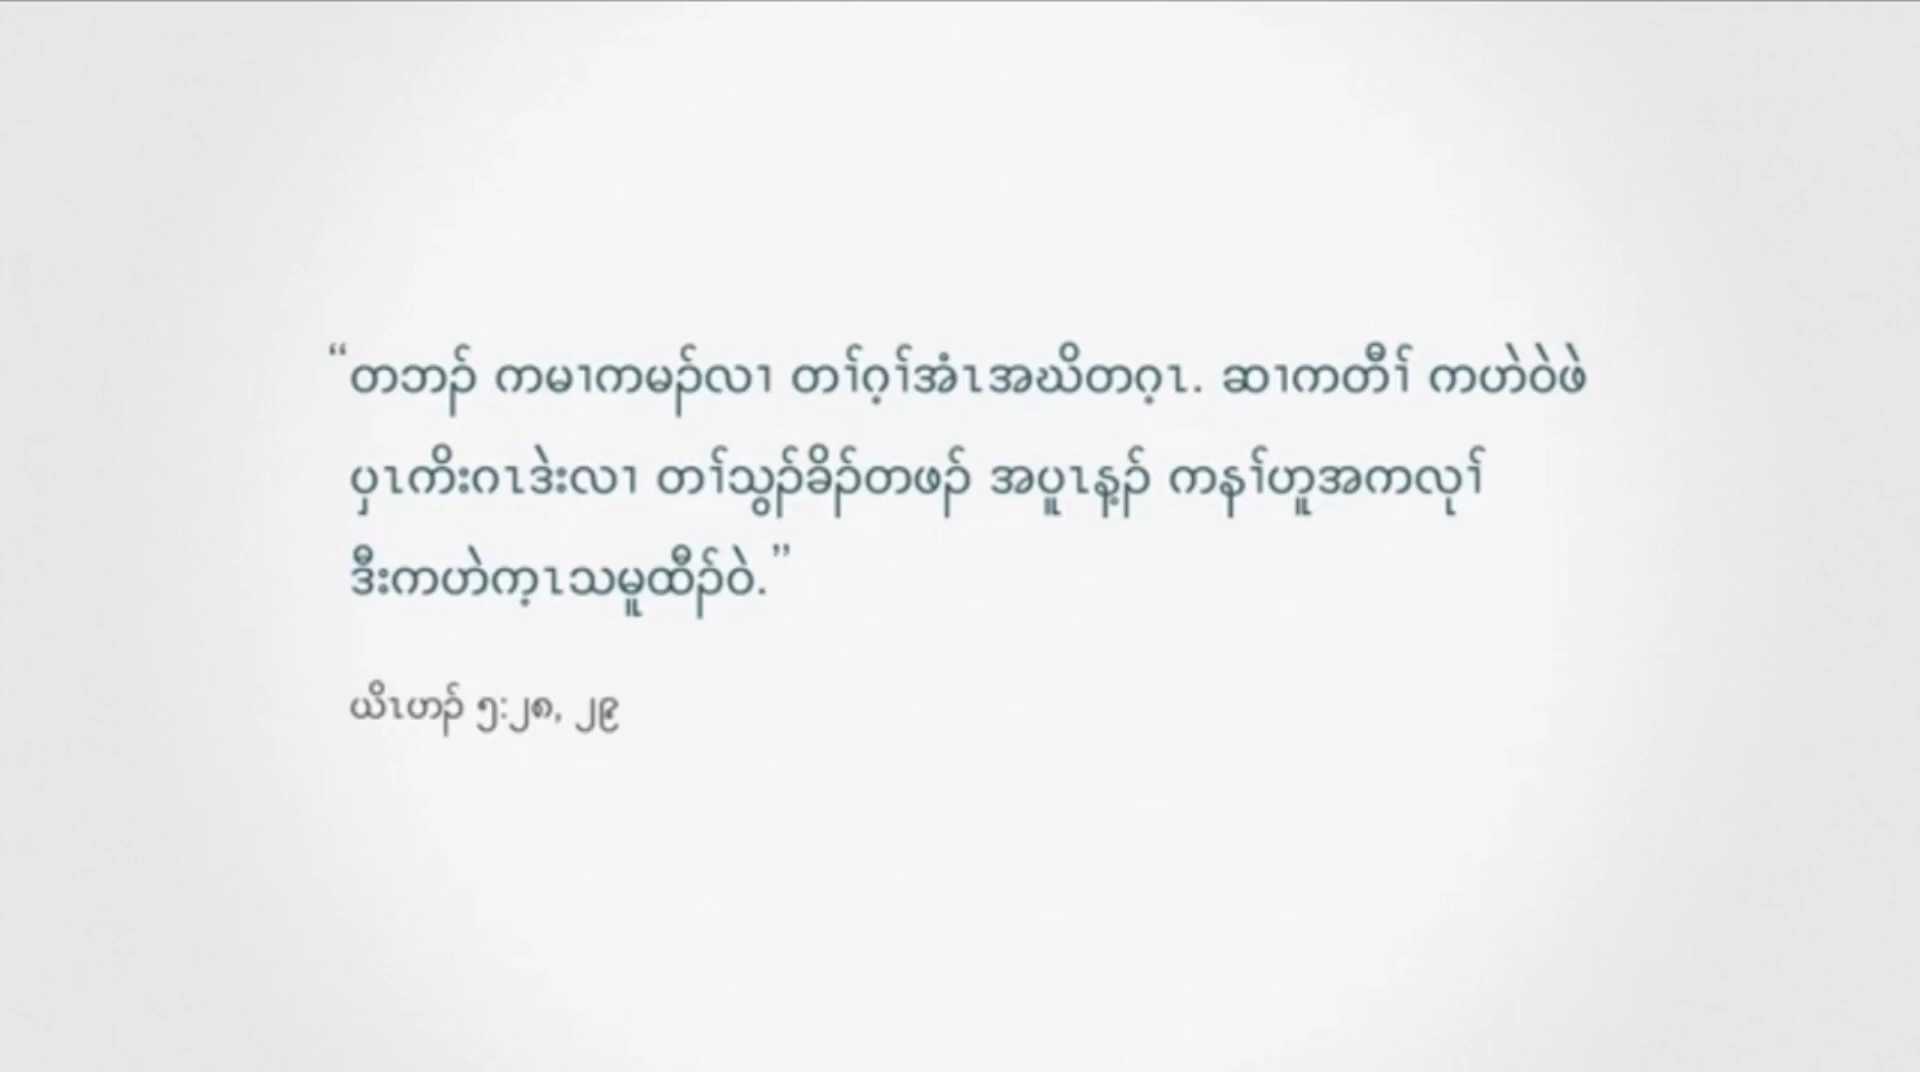 “တဘၣ် ကမၢကမၣ်လၢ တၢ်ဂ့ၢ်အံၤအဃိတဂ့ၤ. ဆၢကတီၢ် ကဟဲဝဲဖဲ
ပှၤကိးဂၤဒဲးလၢ တၢ်သွၣ်ခိၣ်တဖၣ် အပူၤန့ၣ် ကနၢ်ဟူအကလုၢ်
ဒီးကဟဲက့ၤသမူထီၣ်ဝဲ.”
ယိၤဟၣ် ၅:၂၈, ၂၉